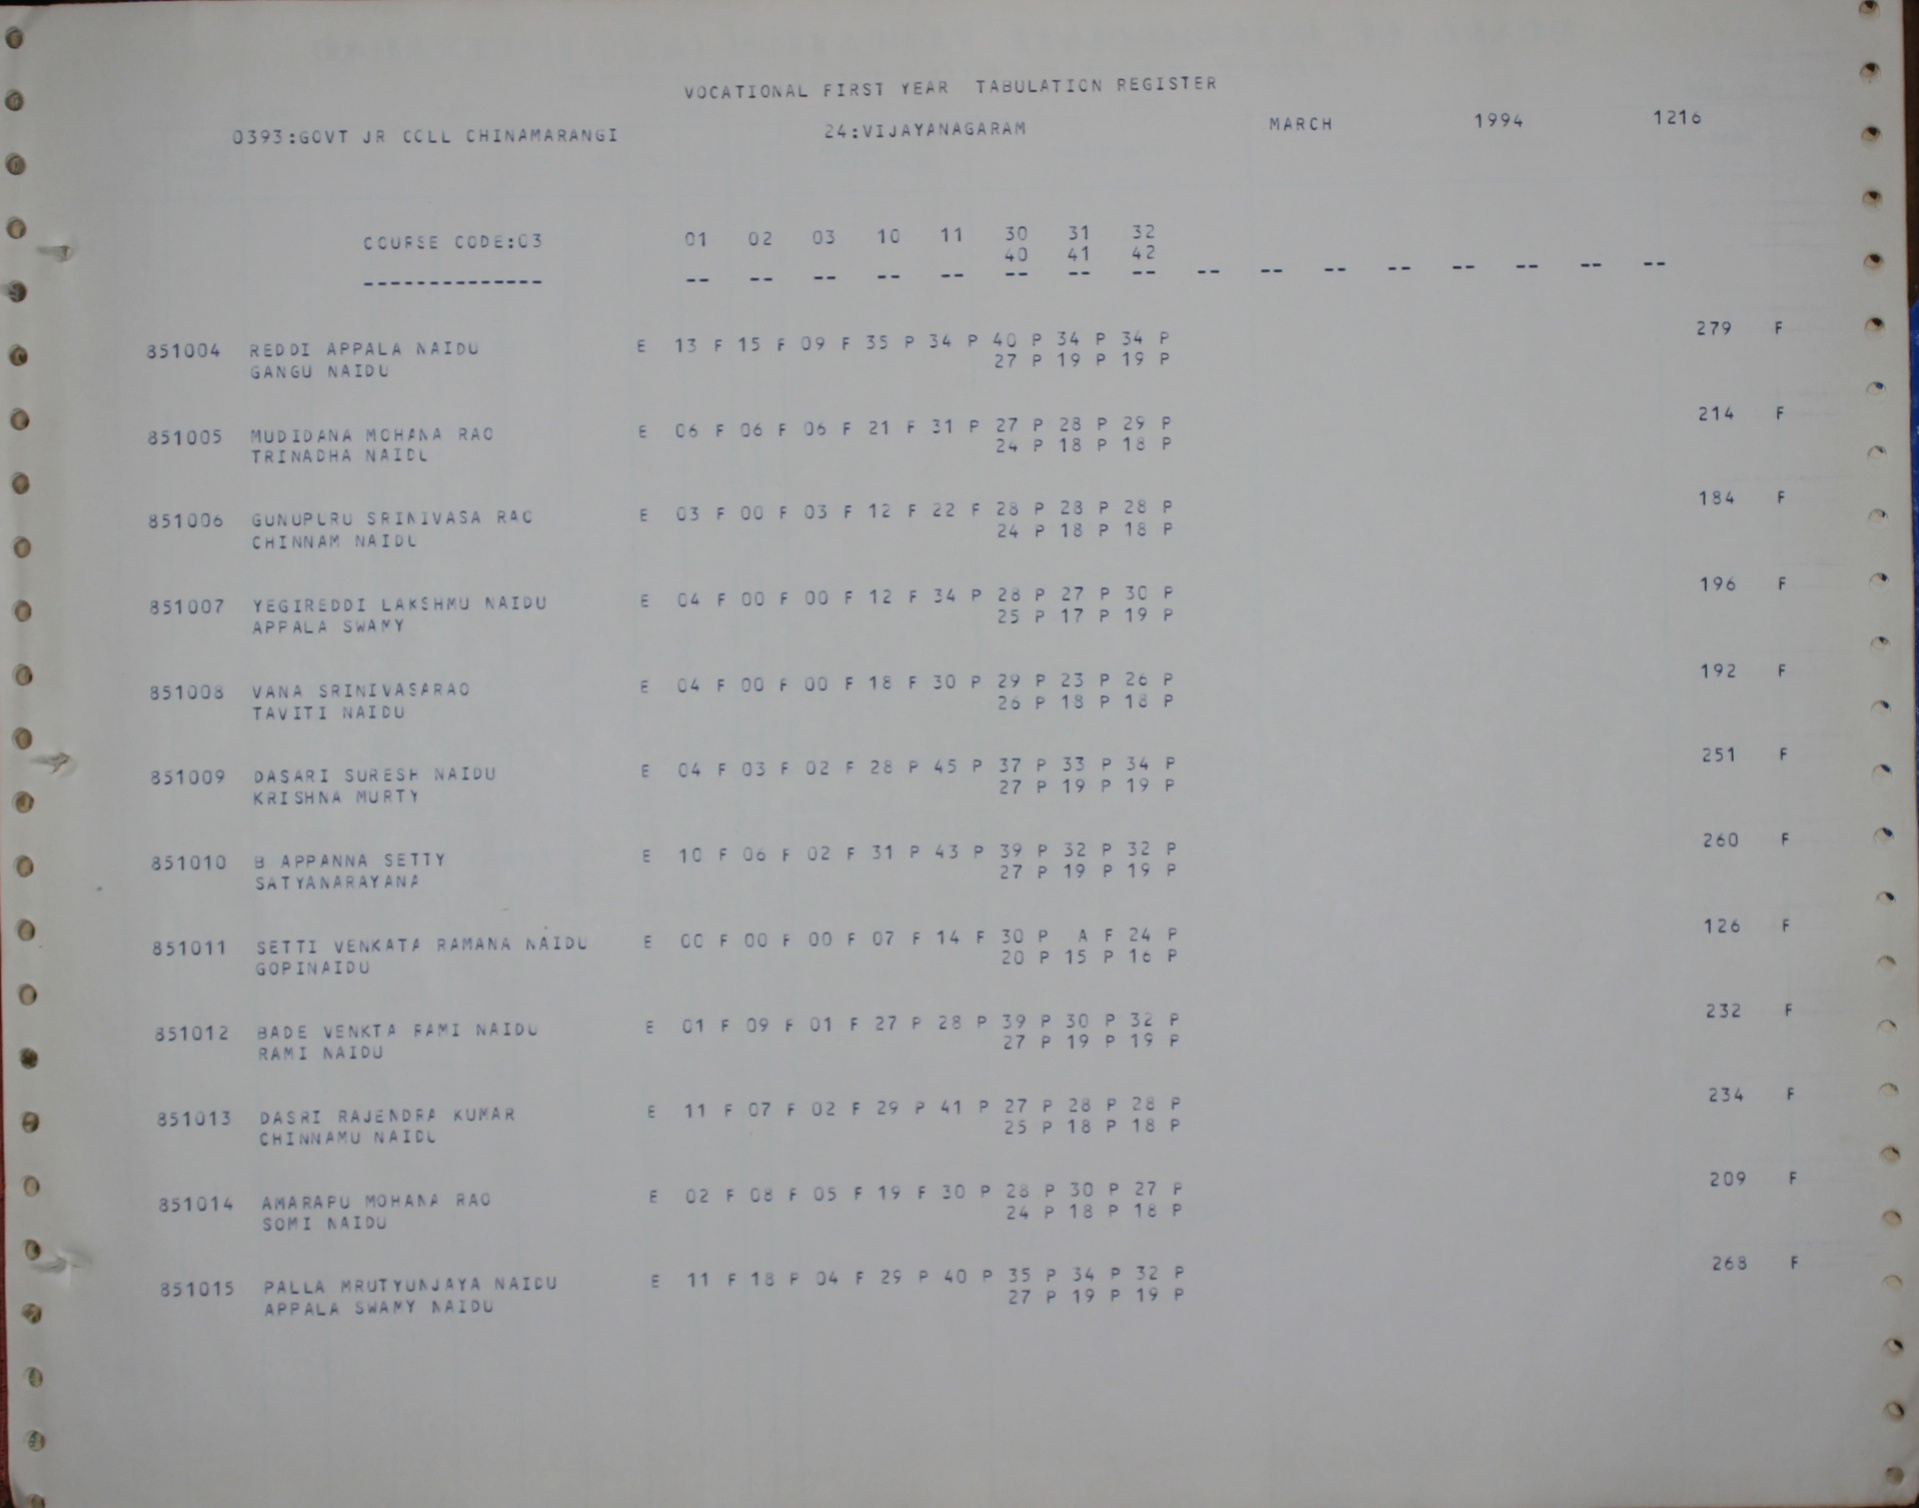 VOCATIONAL FIRST YEAR TABULATION REGISTER
0393:GOVT JR COLL CHINAMARANGI 24:VIJAYANAGARAM MARCH 1994 1216
COURSE CODE:03 01 02 03 10 11 30 31 32
40 41 42
-------------- -- -- -- -- -- -- -- -- -- -- -- -- -- -- -- --
851004 REDDI APPALA NAIDU E 13 F 15 F 09 F 35 P 34 P 40 P 34 P 34 P 279 F
GANGU NAIDU 27 P 19 P 19 P
851005 MUDIDANA MOHANA RAO E 06 F 06 F 06 F 21 F 31 P 27 P 28 P 29 P 214 F
TRINADHA NAIDU 24 P 18 P 18 P
851006 GUNUPURU SRINIVASA RAO E 03 F 00 F 03 F 12 F 22 F 28 P 28 P 28 P 184 F
CHINNAM NAIDU 24 P 18 P 18 P
851007 YEGIREDDI LAKSHMU NAIDU E 04 F 00 F 00 F 12 F 34 P 28 P 27 P 30 P 196 F
APPALA SWAMY 25 P 17 P 19 P
851008 VANA SRINIVASARAO E 04 F 00 F 00 F 18 F 30 P 29 P 23 P 26 P 192 F
TAVITI NAIDU 26 P 18 P 18 P
851009 DASARI SURESH NAIDU E 04 F 03 F 02 F 28 P 45 P 37 P 33 P 34 P 251 F
KRISHNA MURTY 27 P 19 P 19 P
851010 B APPANNA SETTY E 10 F 06 F 02 F 31 P 43 P 39 P 32 P 32 P 260 F
SATYANARAYANA 27 P 19 P 19 P
851011 SETTI VENKATA RAMANA NAIDU E 00 F 00 F 00 F 07 F 14 F 30 P A F 24 P 126 F
GOPINAIDU 20 P 15 P 16 P
851012 BADE VENKTA RAMI NAIDU E 01 F 09 F 01 F 27 P 28 P 39 P 30 P 32 P 232 F
RAMI NAIDU 27 P 19 P 19 P
851013 DASRI RAJENDRA KUMAR E 11 F 07 F 02 F 29 P 41 P 27 P 28 P 28 P 234 F
CHINNAMU NAIDU 25 P 18 P 18 P
851014 AMARAPU MOHANA RAO E 02 F 08 F 05 F 19 F 30 P 28 P 30 P 27 P 209 F
SOMI NAIDU 24 P 18 P 18 P
851015 PALLA MRUTYUNJAYA NAIDU E 11 F 18 P 04 F 29 P 40 P 35 P 34 P 32 P 268 F
APPALA SWAMY NAIDU 27 P 19 P 19 P